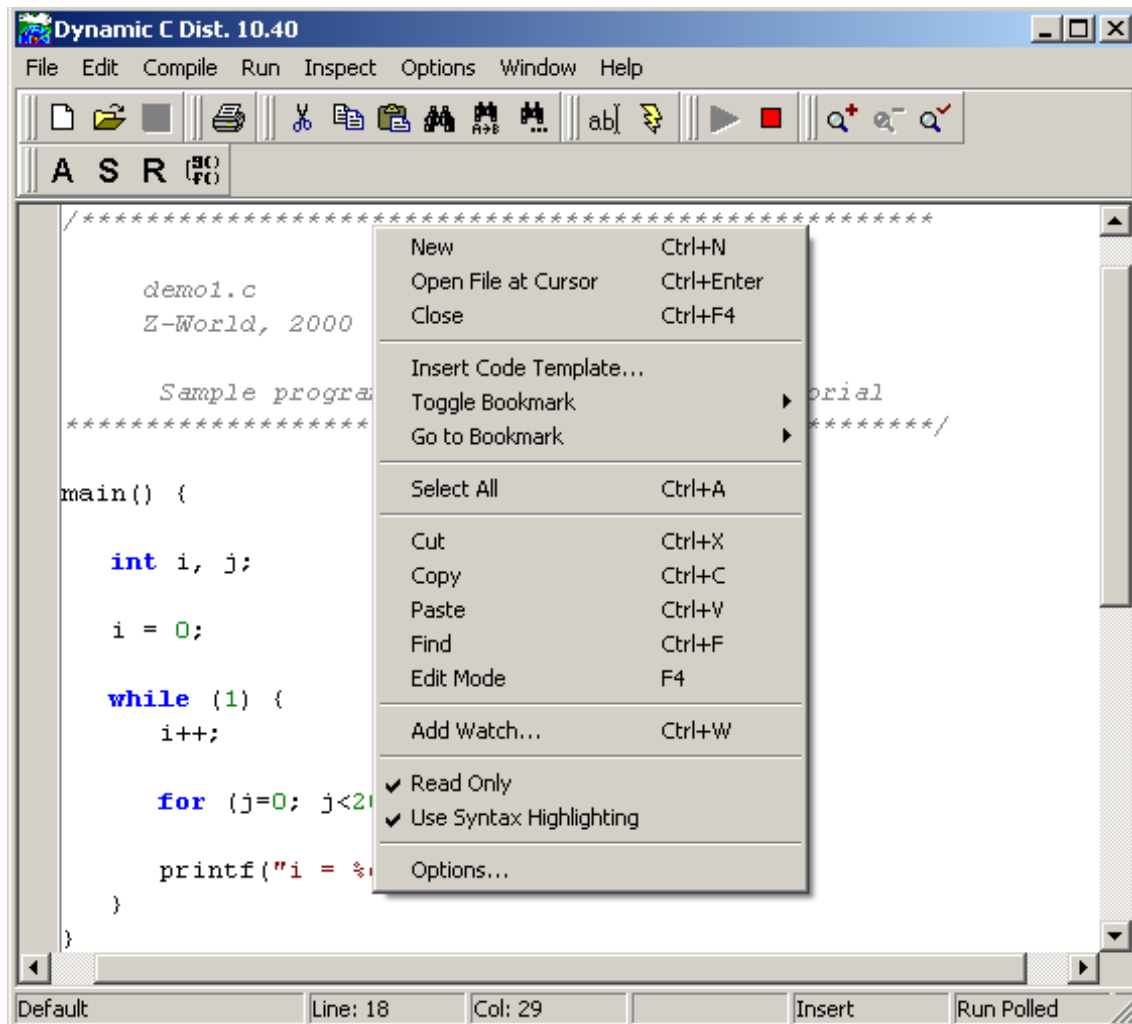 Dynamic C Dist. 10.40
File Edit Compile Run Inspect Options Window Help
ab
A S R
/*****************************************************
demo1.c
Z-World, 2000
Sample
main() {
int i, j;
i = 0;
while (1) {
i++;
for (j=0;
printf("i =
}
}
New Ctrl+N
Open File at Cursor Ctrl+Enter
Close Ctrl+F4
Insert Code Template...
Toggle Bookmark
Go to Bookmark
Select All Ctrl+A
Cut Ctrl+X
Copy Ctrl+C
Paste Ctrl+V
Find Ctrl+F
Edit Mode F4
Add Watch... Ctrl+W
Read Only
Use Syntax Highlighting
Options...
Default Line: 18 Col: 29 Insert Run Polled